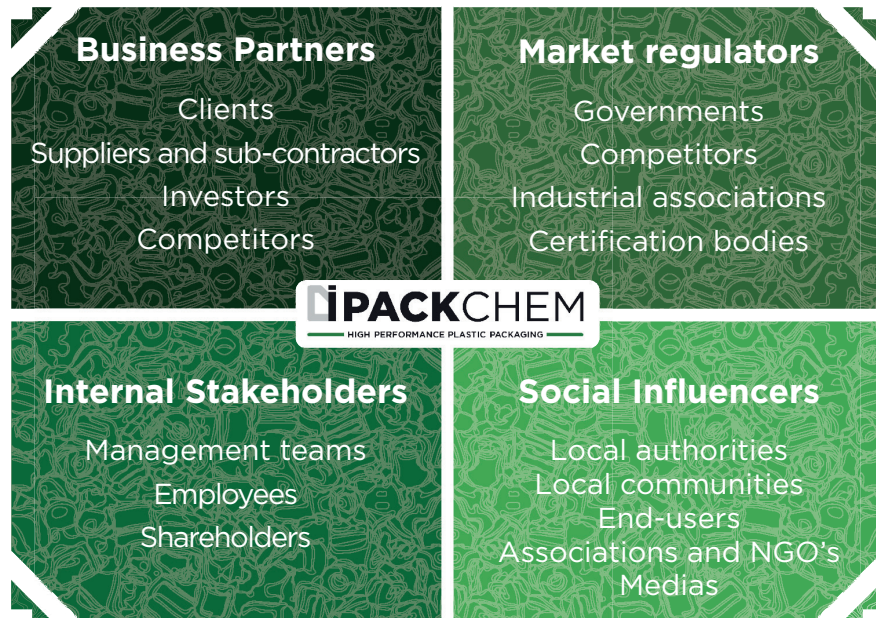 Business Partners
Clients
Suppliers and sub-contractors
Investors
Competitors
Market regulators
Governments
Competitors
Industrial associations
Certification bodies
iPACKCHEM
HIGH PERFORMANCE PLASTIC PACKAGING
Internal Stakeholders
Management teams
Employees
Shareholders
Social Influencers
Local authorities
Local communities
End-users
Associations and NGO's
Medias